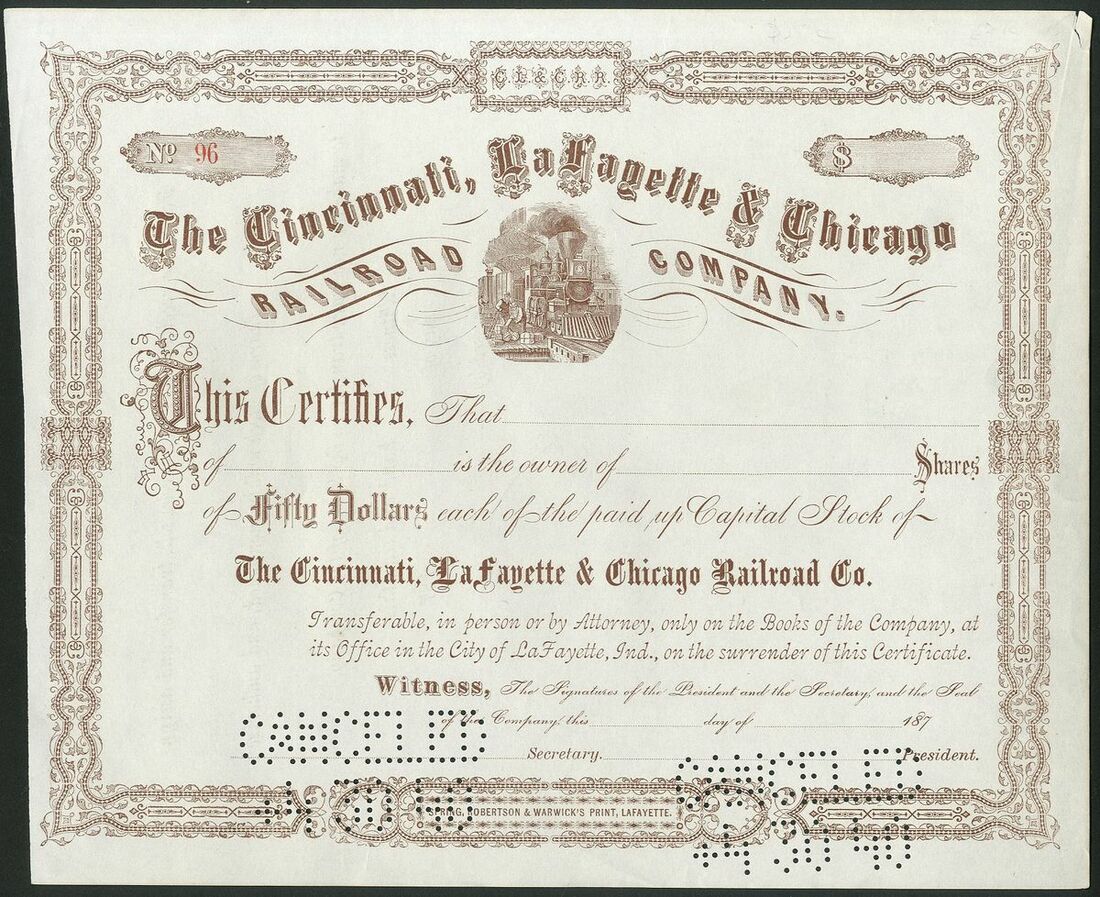 C. L. & C. R. R.
No 96 $
The Cincinnati, LaFayette & Chicago
RAILROAD COMPANY.
This Certifies, That
of is the owner of Shares
of Fifty Dollars each of the paid up Capital Stock of
The Cincinnati, LaFayette & Chicago Railroad Co.
Transferable, in person or by Attorney, only on the Books of the Company, at
its Office in the City of LaFayette, Ind., on the surrender of this Certificate.
Witness, The Signatures of the President and the Secretary, and the Seal
of the Company, this day of 187
CANCELED
Secretary. President.
CANCELED
SPRING, ROBERTSON & WARWICK'S PRINT, LAFAYETTE.
4 30 40